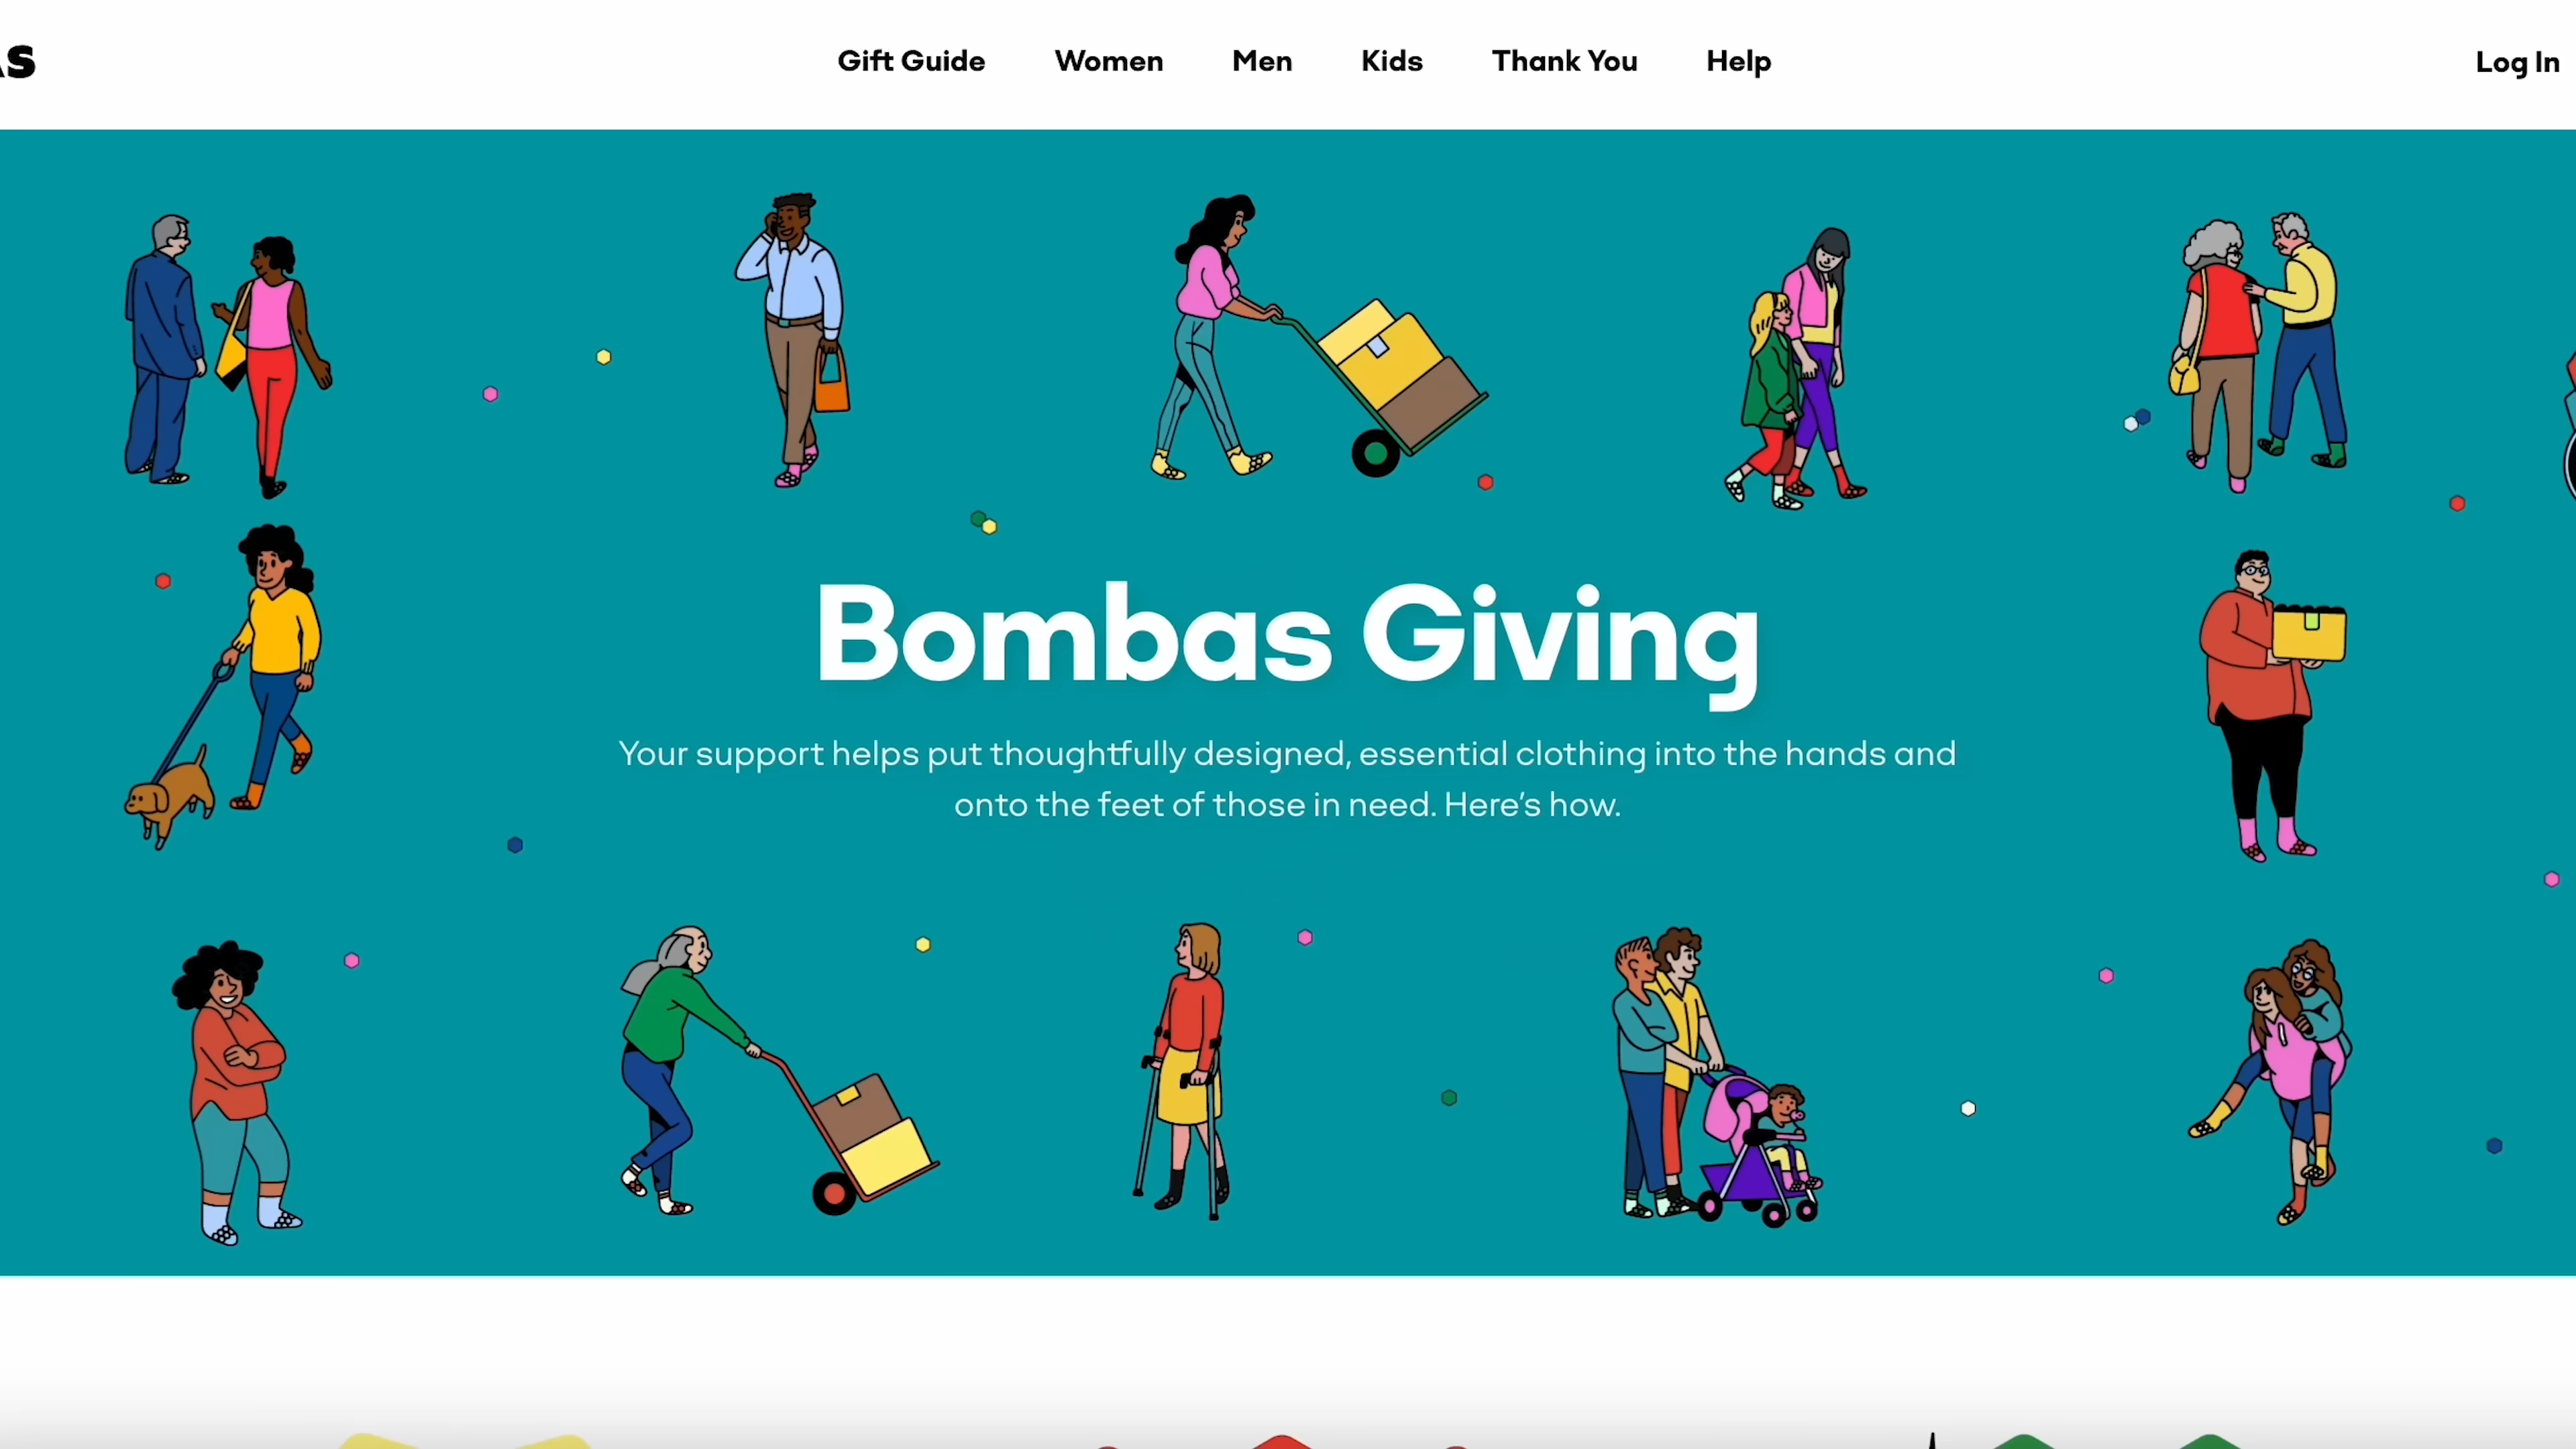 AS
Gift Guide
Women
Men
Kids
Thank You
Help
Log In
Bombas Giving
Your support helps put thoughtfully designed, essential clothing into the hands and
onto the feet of those in need. Here’s how.